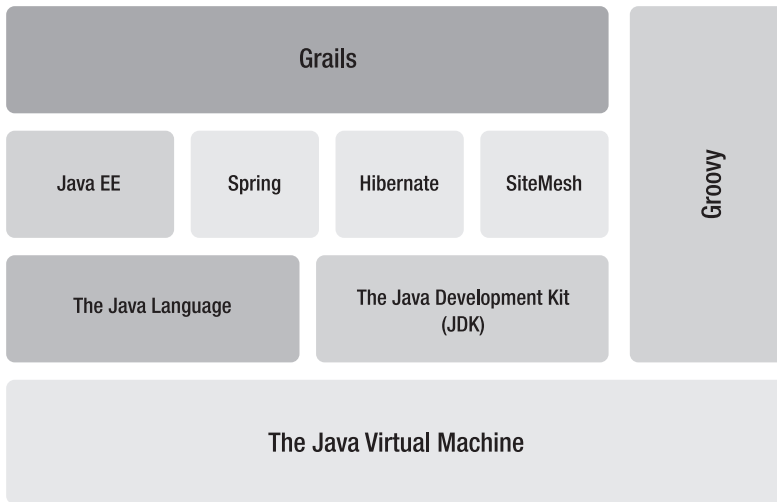 Grails
Groovy
Java EE
Spring
Hibernate
SiteMesh
The Java Language
The Java Development Kit
(JDK)
The Java Virtual Machine